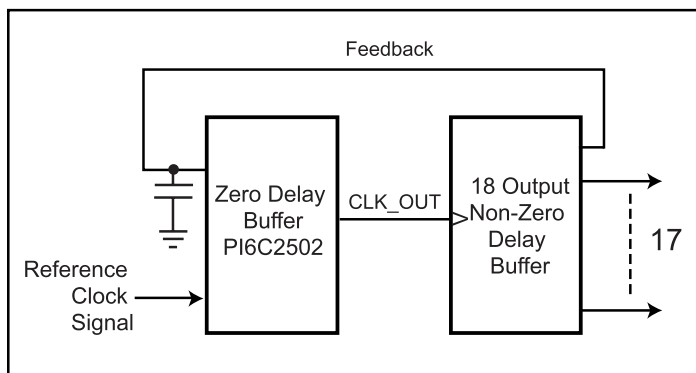 Feedback
Zero Delay
Buffer
PI6C2502
CLK_OUT
18 Output
Non-Zero
Delay
Buffer
17
Reference
Clock
Signal